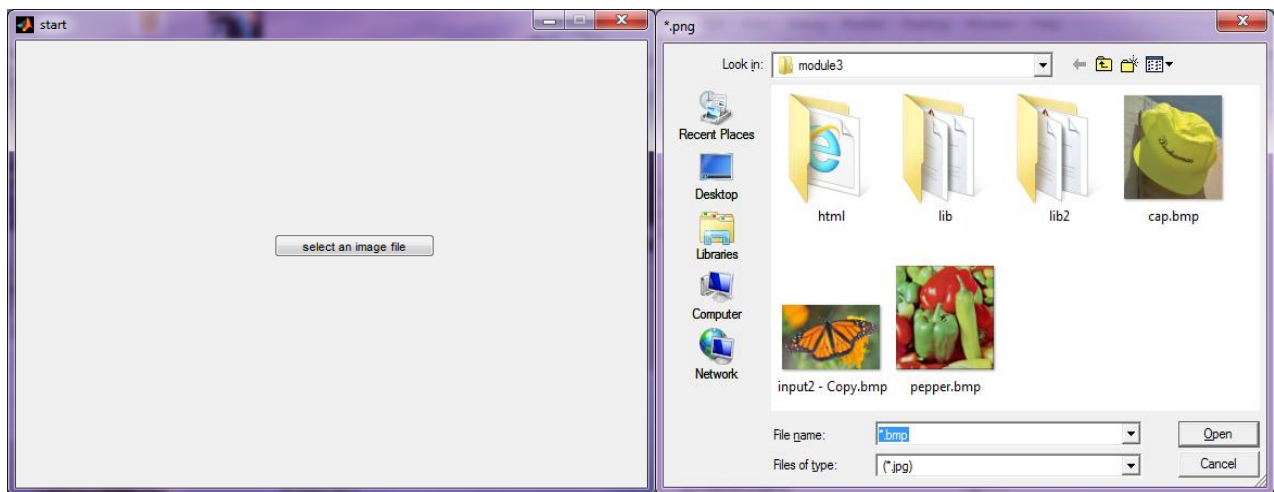 start
select an image file
*.png
Look in:
module3
Recent Places
Desktop
Libraries
Computer
Network
html
lib
lib2
cap.bmp
input2 - Copy.bmp
pepper.bmp
File name:
*.bmp
Open
Files of type:
(*.jpg)
Cancel